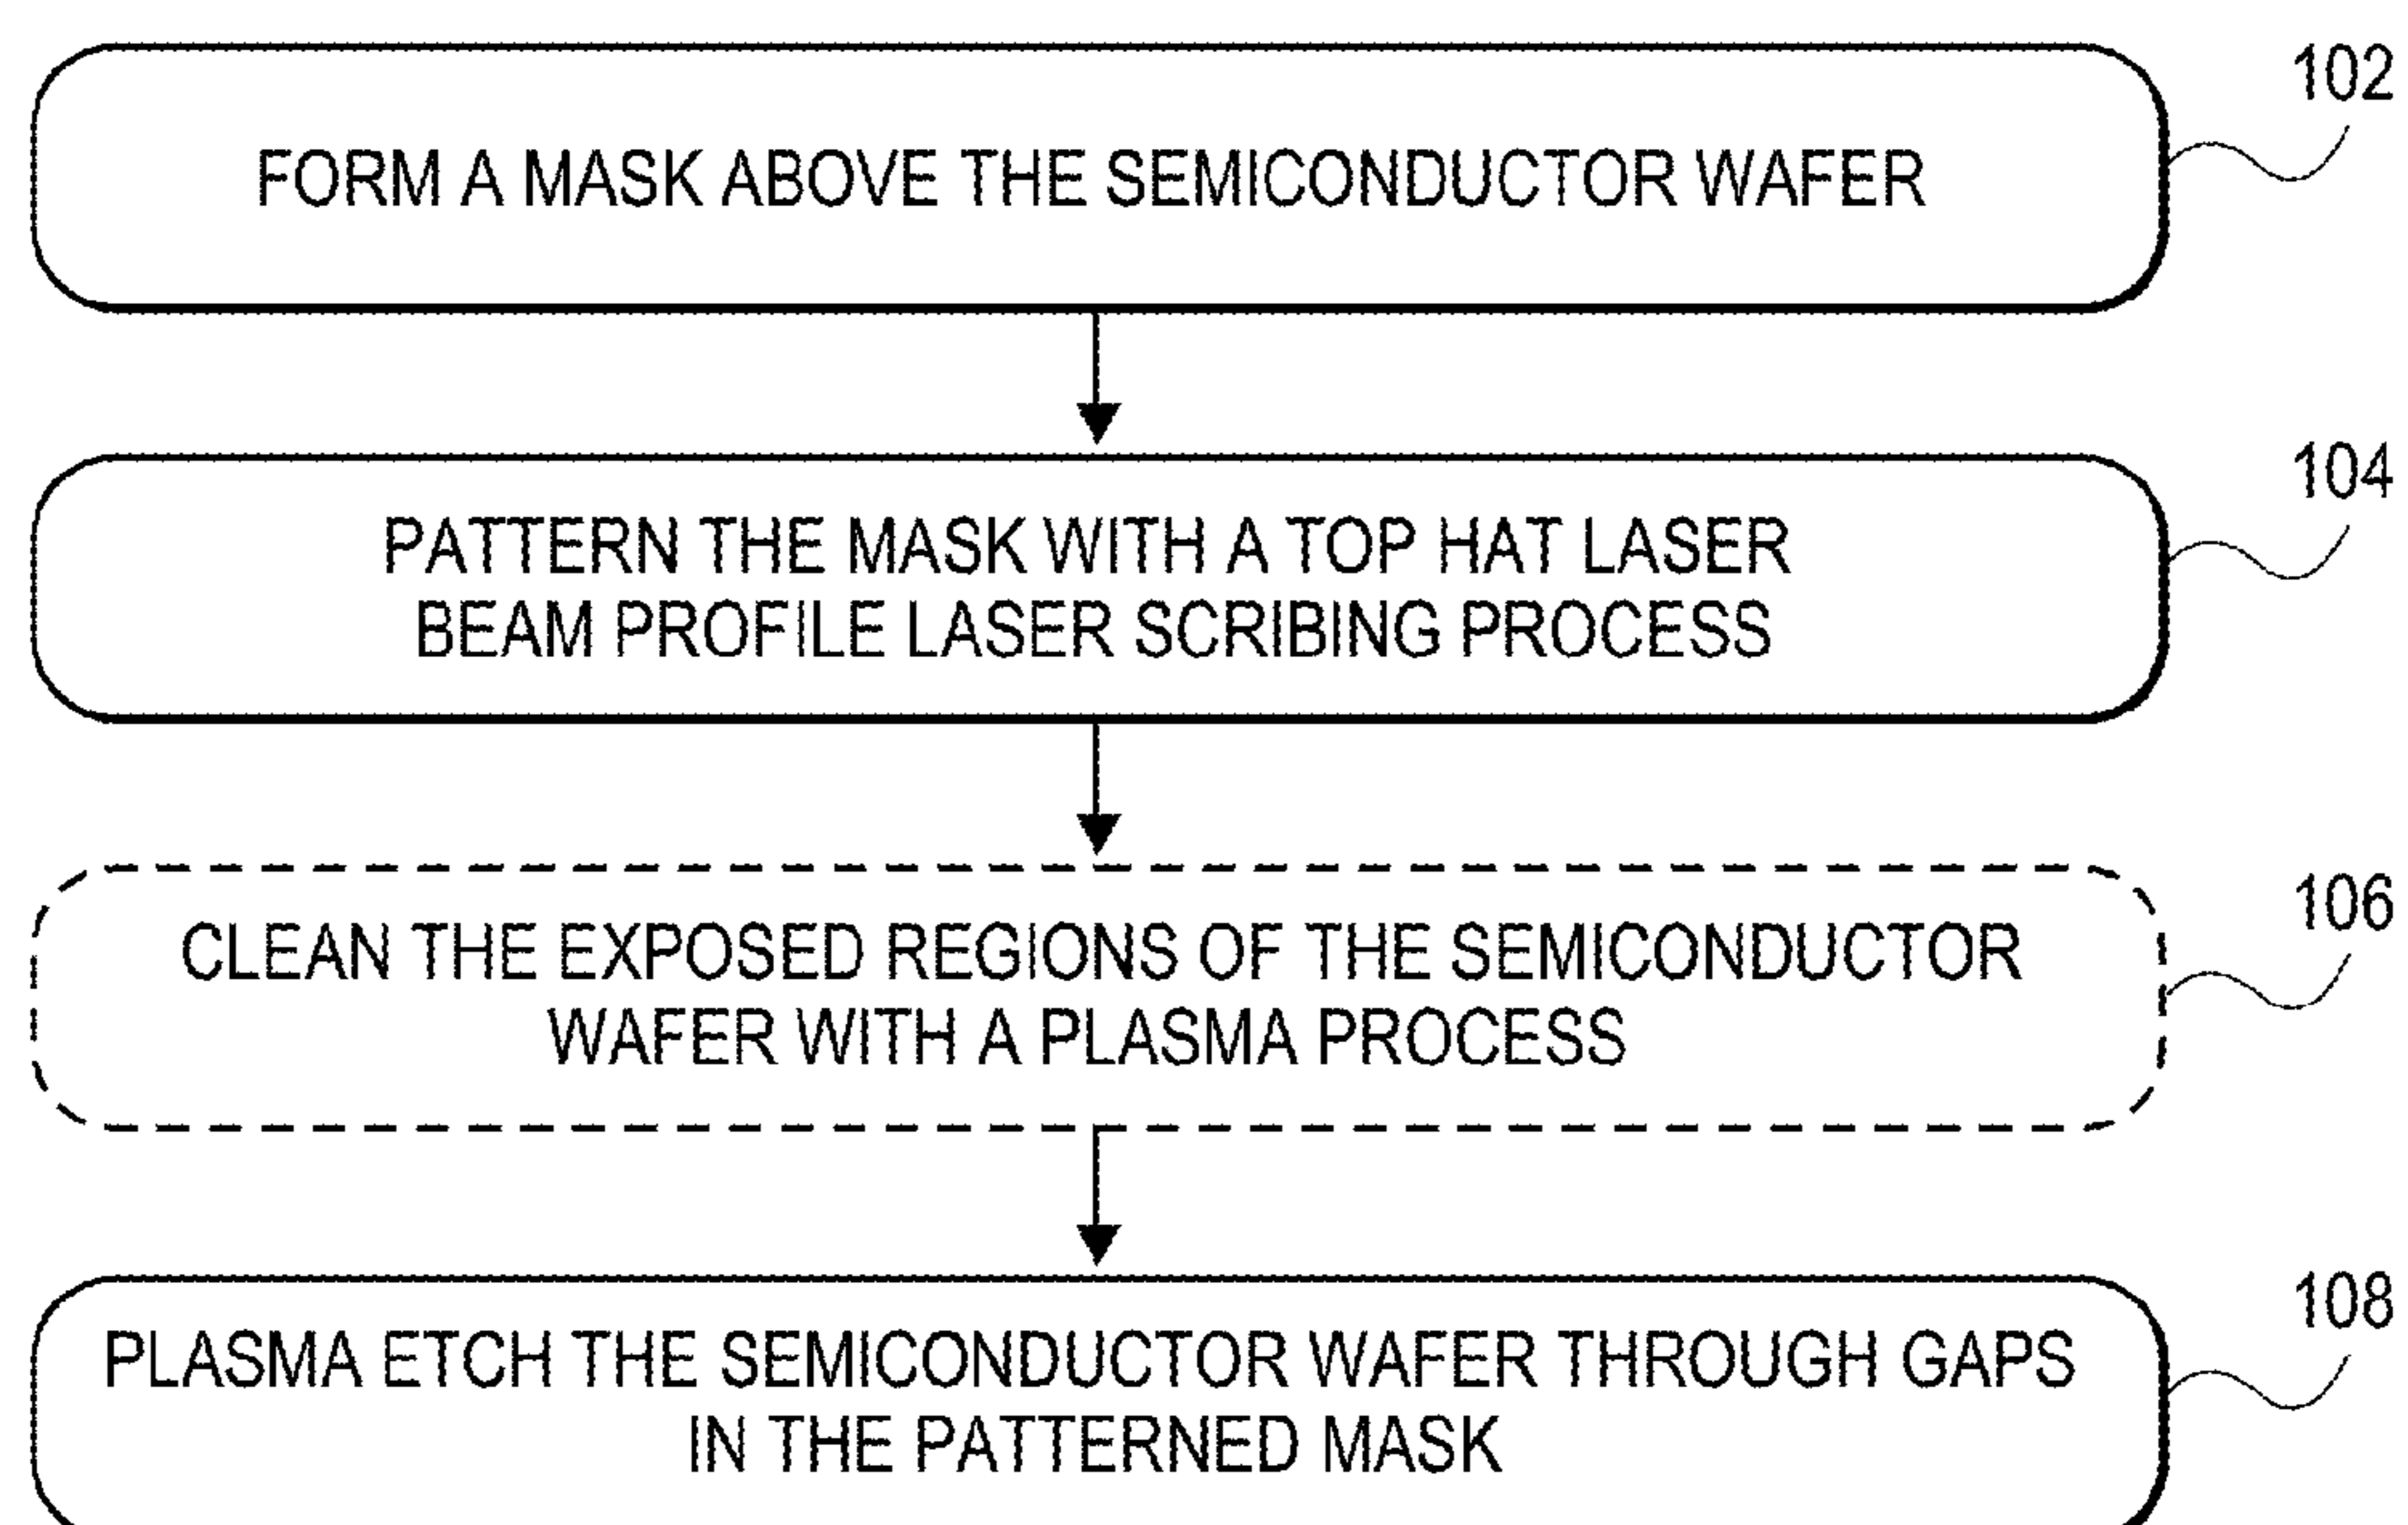 FORM A MASK ABOVE THE SEMICONDUCTOR WAFER
102
PATTERN THE MASK WITH A TOP HAT LASER
BEAM PROFILE LASER SCRIBING PROCESS
104
CLEAN THE EXPOSED REGIONS OF THE SEMICONDUCTOR
WAFER WITH A PLASMA PROCESS
106
PLASMA ETCH THE SEMICONDUCTOR WAFER THROUGH GAPS
IN THE PATTERNED MASK
108